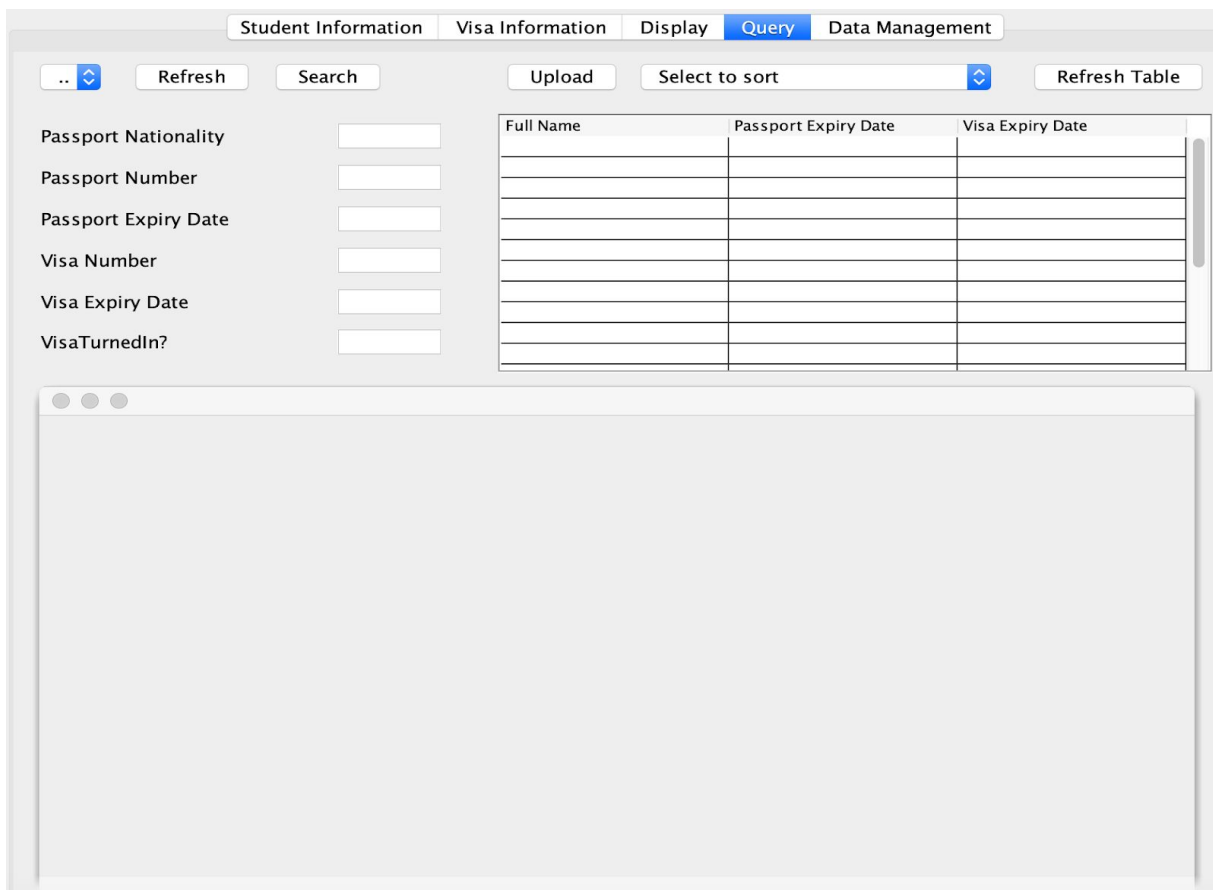 Student Information Visa Information Display Query Data Management
.. Refresh Search Upload Select to sort Refresh Table
Passport Nationality
Passport Number
Passport Expiry Date
Visa Number
Visa Expiry Date
VisaTurnedIn?
Full Name Passport Expiry Date Visa Expiry Date